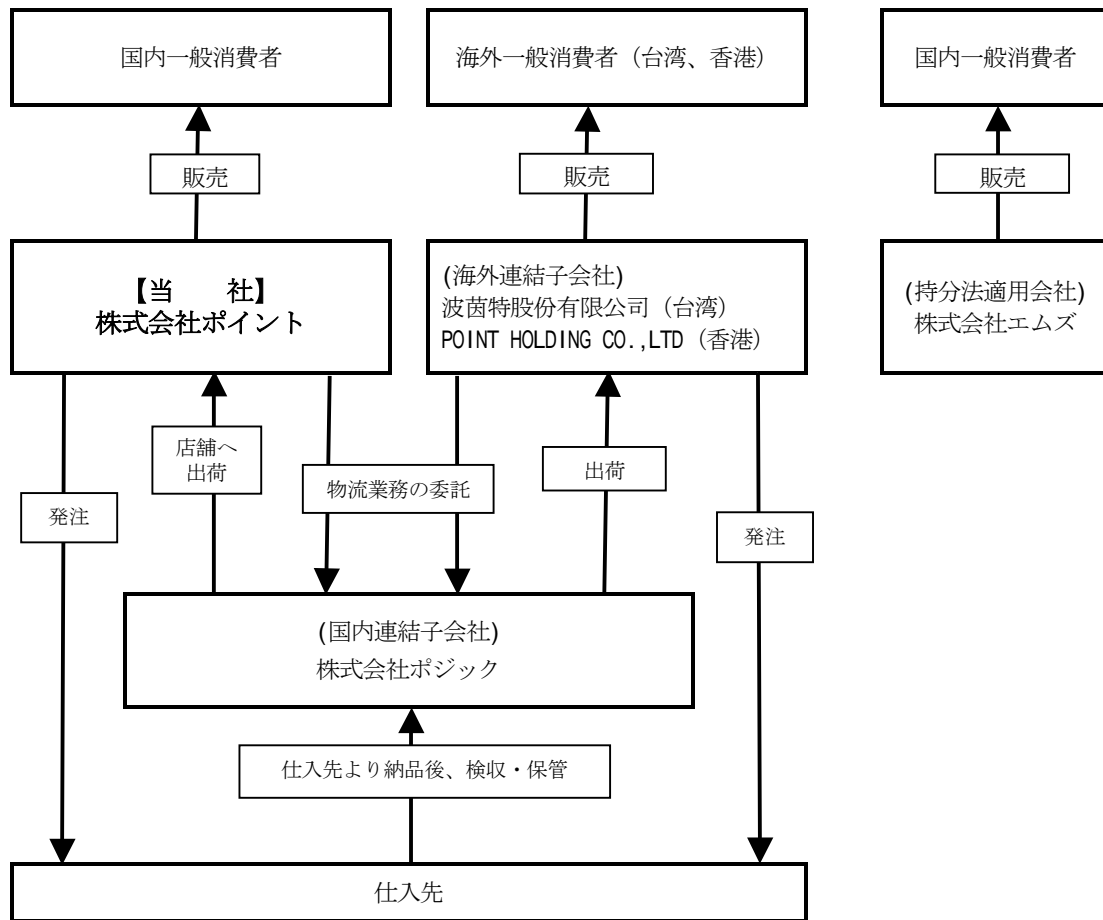 国内一般消費者
海外一般消費者（台湾、香港）
国内一般消費者
販売
販売
販売
【当　　社】
株式会社ポイント
(海外連結子会社)
波茵特股份有限公司（台湾）
POINT HOLDING CO.,LTD（香港）
(持分法適用会社)
株式会社エムズ
店舗へ
出荷
物流業務の委託
出荷
発注
発注
(国内連結子会社)
株式会社ポジック
仕入先より納品後、検収・保管
仕入先